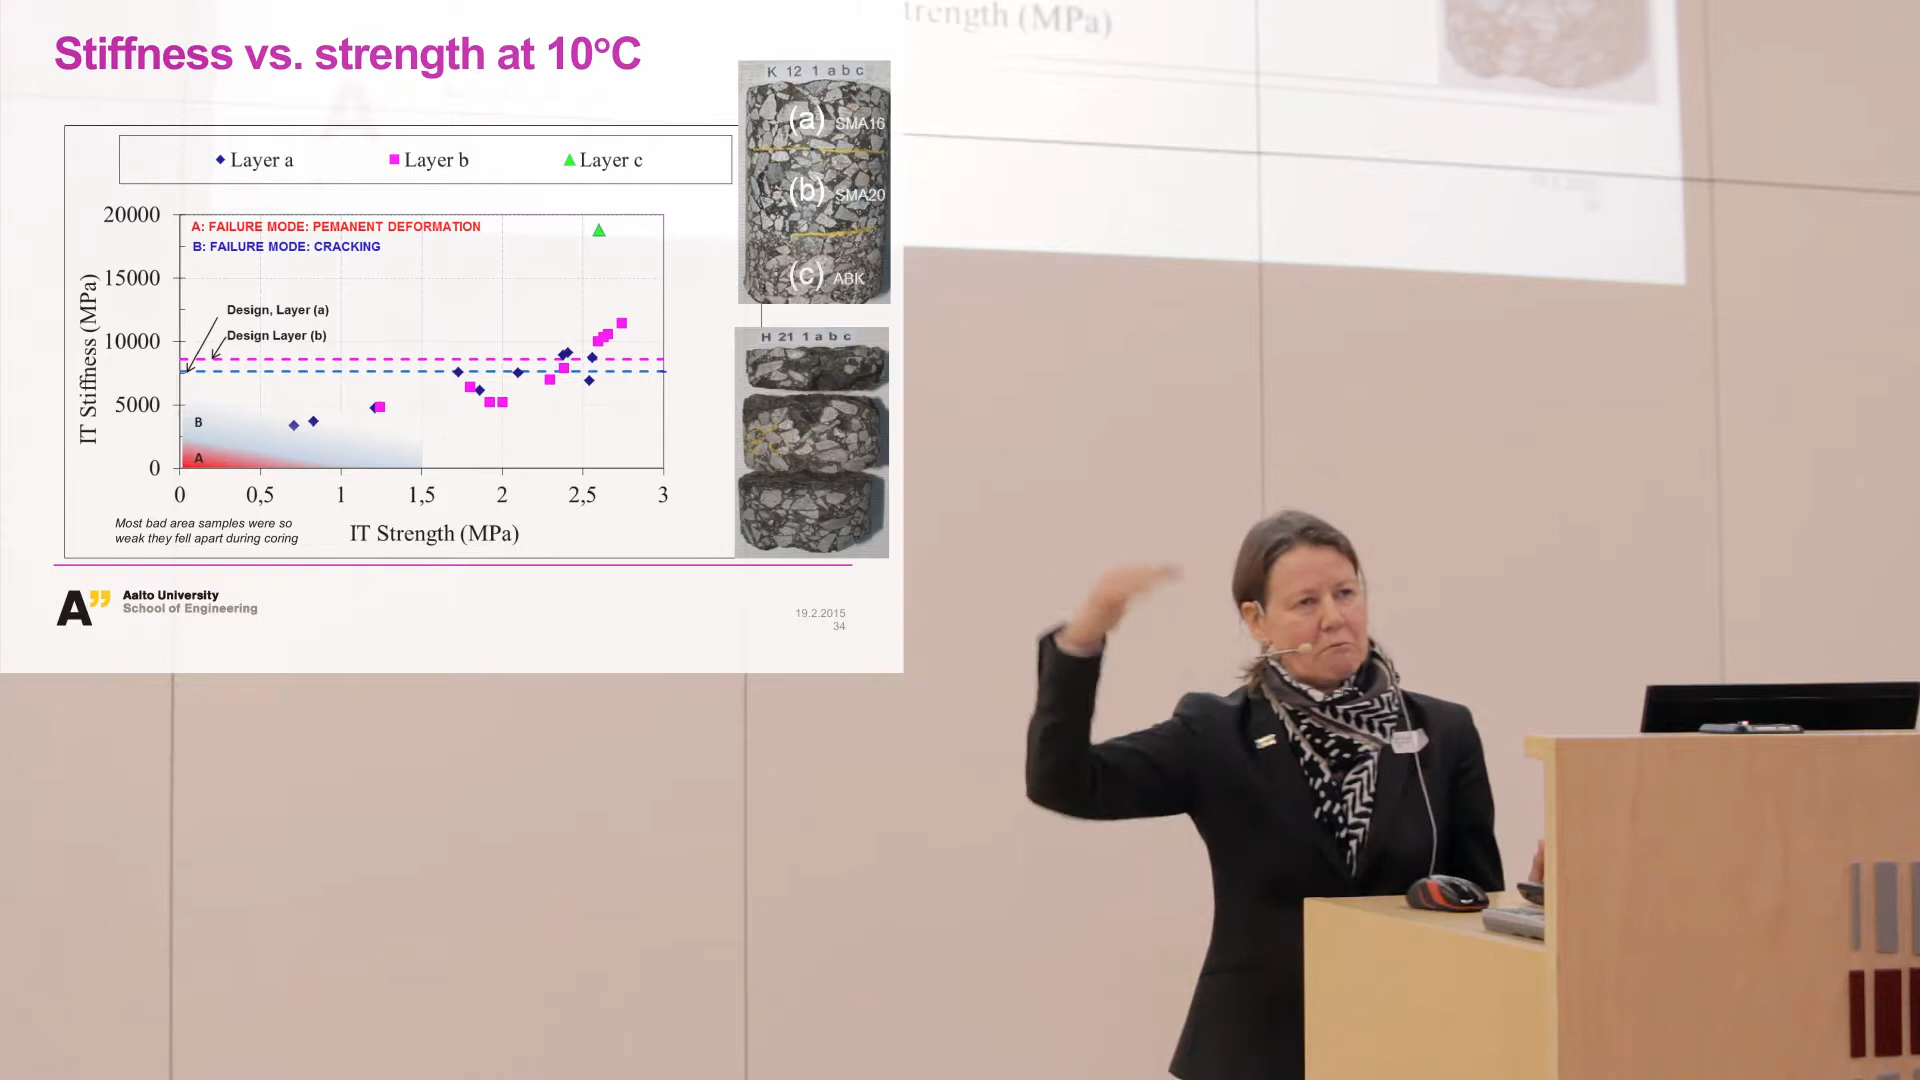 trength (MPa)
Stiffness vs. strength at 10°C
K 12 1 a b c
(a) SMA16
(b) SMA20
(c) ABK
Layer a
Layer b
Layer c
20000
15000
10000
5000
0
A: FAILURE MODE: PEMANENT DEFORMATION
B: FAILURE MODE: CRACKING
Design, Layer (a)
Design Layer (b)
B
A
IT Stiffness (MPa)
0
0,5
1
1,5
2
2,5
3
IT Strength (MPa)
Most bad area samples were so
weak they fell apart during coring
H 21 1 a b c
A”
Aalto University
School of Engineering
19.2.2015
34